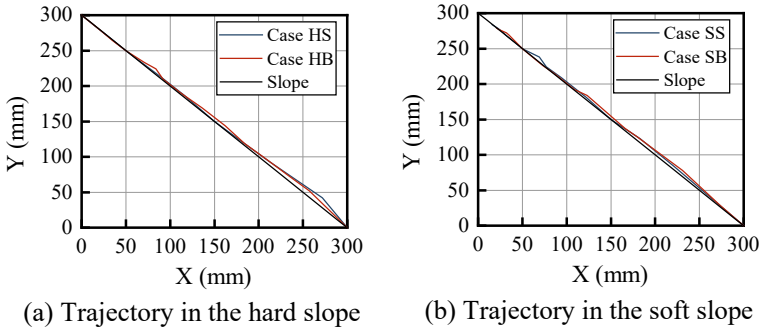 300
250
200
150
100
50
0
Y (mm)
Case HS
Case HB
Slope
0 50 100 150 200 250 300
X (mm)
(a) Trajectory in the hard slope
300
250
200
150
100
50
0
Y (mm)
Case SS
Case SB
Slope
0 50 100 150 200 250 300
X (mm)
(b) Trajectory in the soft slope